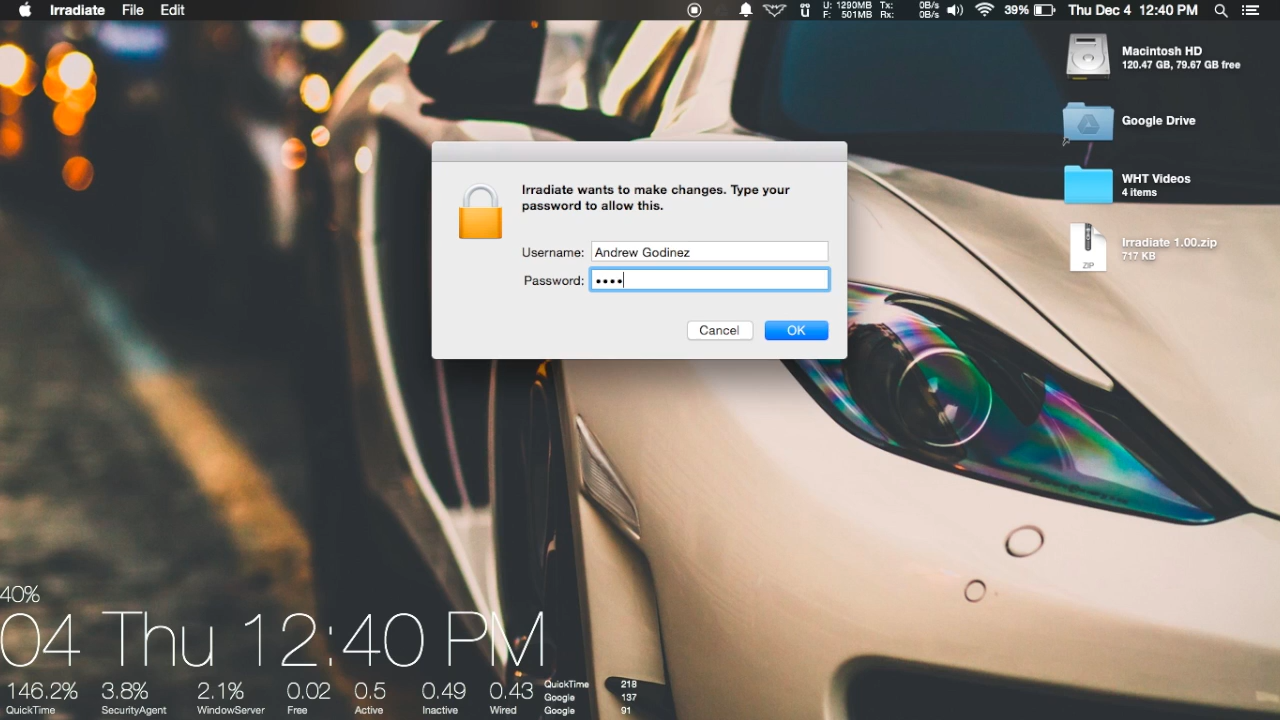 Irradiate File Edit ü U: 1290MB Tx: 0B/s 39% Thu Dec 4 12:40 PM
F: 501MB Rx: 0B/s
Macintosh HD
120.47 GB, 79.67 GB free
Google Drive
WHT Videos
4 items
ZIP
Irradiate 1.00.zip
717 KB
Irradiate wants to make changes. Type your
password to allow this.
Username: Andrew Godinez
Password: ••••
Cancel OK
40%
04 Thu 12:40 PM
146.2% 3.8% 2.1% 0.02 0.5 0.49 0.43
QuickTime SecurityAgent WindowServer Free Active Inactive Wired
QuickTime 218
Google 137
Google 91